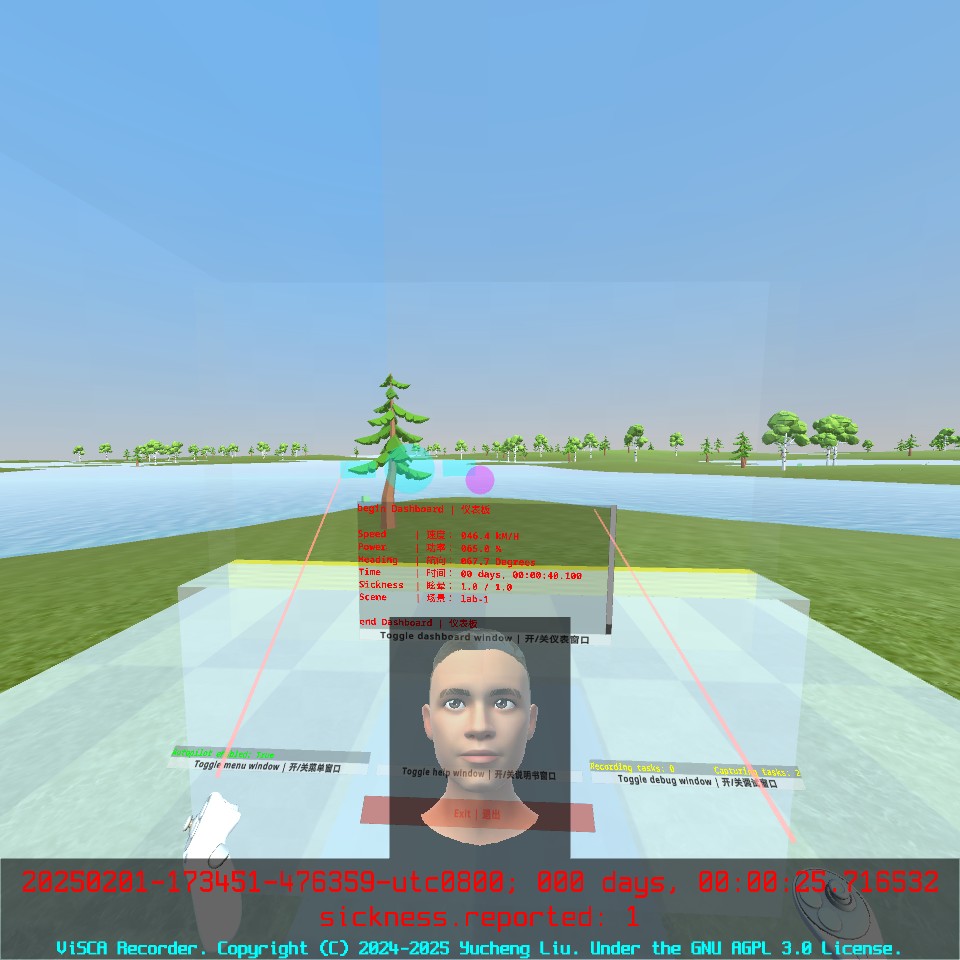 begin Dashboard | 仪表板
Speed | 速度： 046.4 kM/H
Power | 功率： 065.0 %
Heading | 朝向： 067.7 Degrees
Time | 时间： 00 days, 00:00:40.100
Sickness | 眩晕： 1.0 / 1.0
Scene | 场景： lab-1
end Dashboard | 仪表板
Toggle dashboard window | 开/关仪表窗口
Autopilot enabled: True
Toggle menu window | 开/关菜单窗口
Toggle help window | 开/关说明书窗口
Recording tasks: 0 Capturing tasks: 2
Toggle debug window | 开/关调试窗口
Exit | 退出
20250201-173451-476359-utc0800; 000 days, 00:00:25.716532
sickness.reported: 1
ViSCA Recorder. Copyright (C) 2024-2025 Yucheng Liu. Under the GNU AGPL 3.0 License.